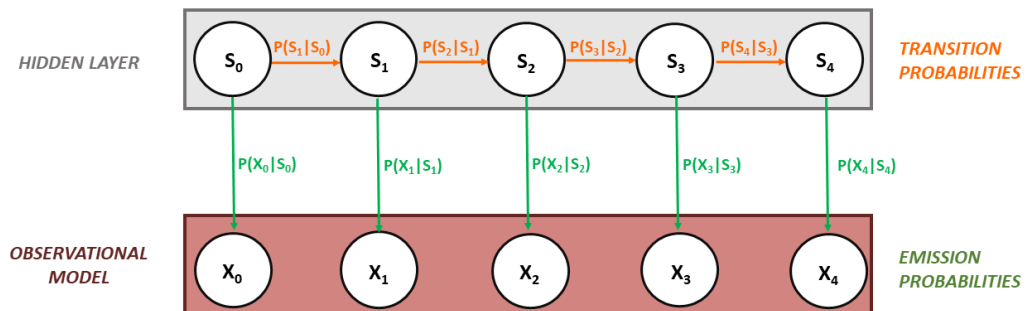 P(S₁|S₀) P(S₂|S₁) P(S₃|S₂) P(S₄|S₃)
HIDDEN LAYER
S₀ S₁ S₂ S₃ S₄
TRANSITION
PROBABILITIES
P(X₀|S₀) P(X₁|S₁) P(X₂|S₂) P(X₃|S₃) P(X₄|S₄)
OBSERVATIONAL
MODEL
X₀ X₁ X₂ X₃ X₄
EMISSION
PROBABILITIES